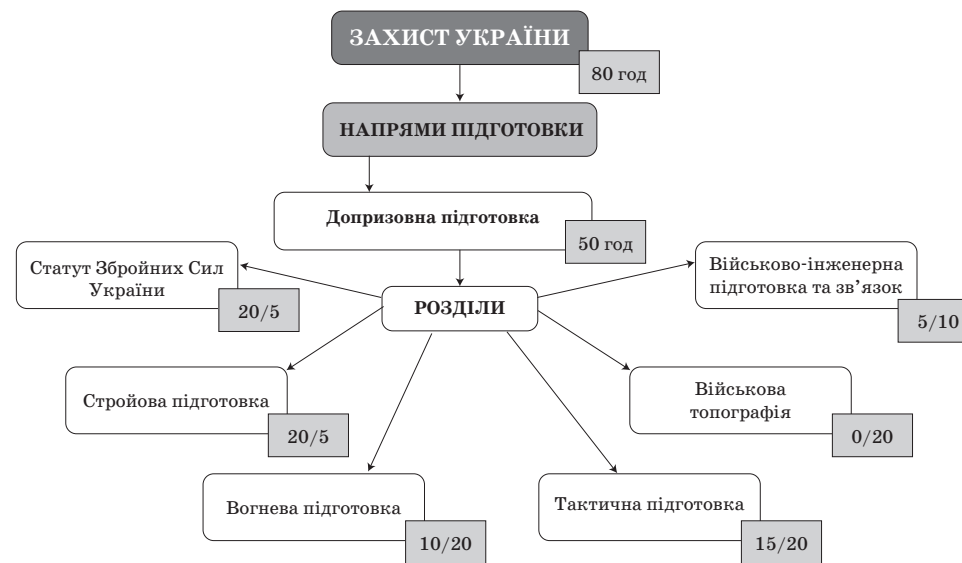 ЗАХИСТ УКРАЇНИ
80 год
НАПРЯМИ ПІДГОТОВКИ
Допризовна підготовка
50 год
Статут Збройних Сил
України
20/5
РОЗДІЛИ
Військово-інженерна
підготовка та зв’язок
5/10
Стройова підготовка
20/5
Військова
топографія
0/20
Вогнева підготовка
10/20
Тактична підготовка
15/20